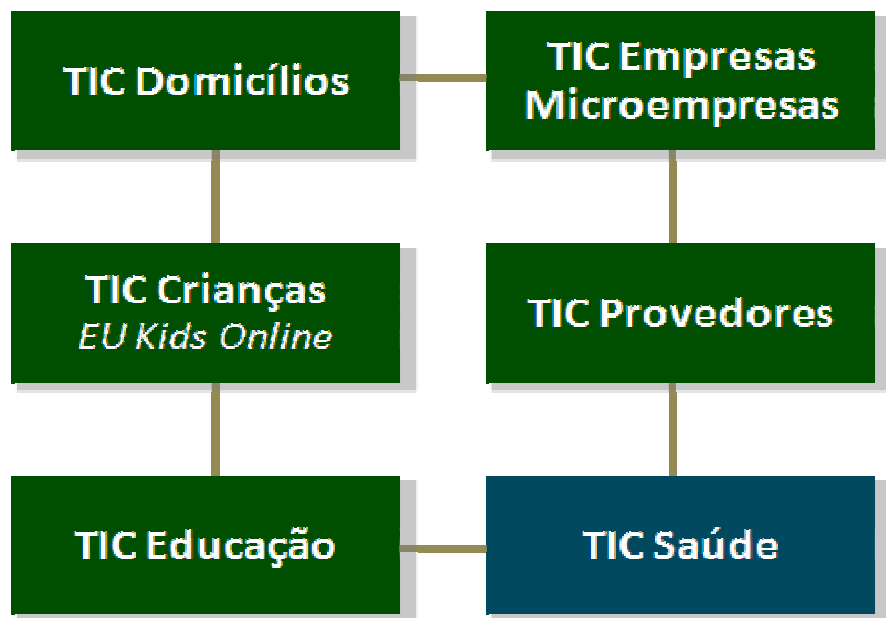 TIC Domicílios
TIC Empresas
Microempresas
TIC Crianças
EU Kids Online
TIC Provedores
TIC Educação
TIC Saúde